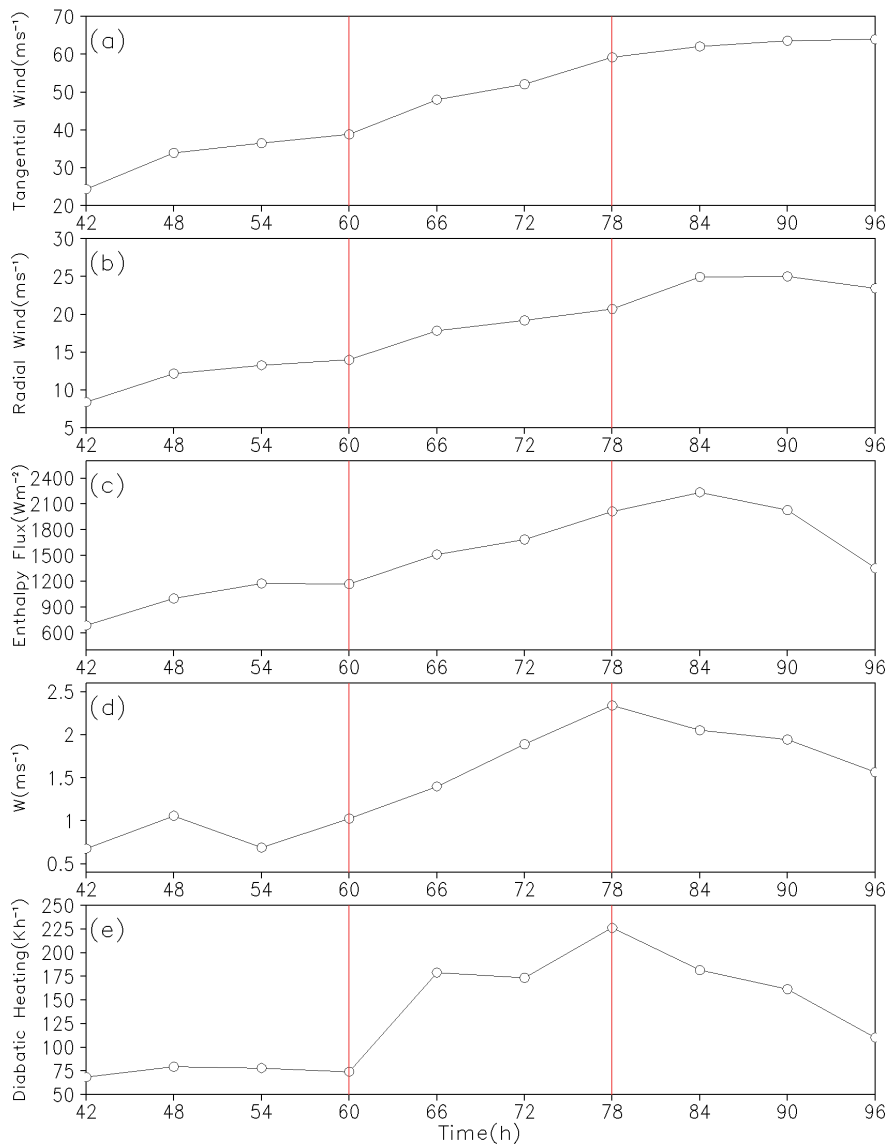 70
60
50
40
30
20
Tangential Wind(ms⁻¹)
(a)
42 48 54 60 66 72 78 84 90 96
30
25
20
15
10
5
Radial Wind(ms⁻¹)
(b)
42 48 54 60 66 72 78 84 90 96
2400
2100
1800
1500
1200
900
600
Enthalpy Flux(Wm⁻²)
(c)
42 48 54 60 66 72 78 84 90 96
2.5
2
1.5
1
0.5
W(ms⁻¹)
(d)
42 48 54 60 66 72 78 84 90 96
250
225
200
175
150
125
100
75
50
Diabatic Heating(Kh⁻¹)
(e)
42 48 54 60 66 72 78 84 90 96
Time(h)